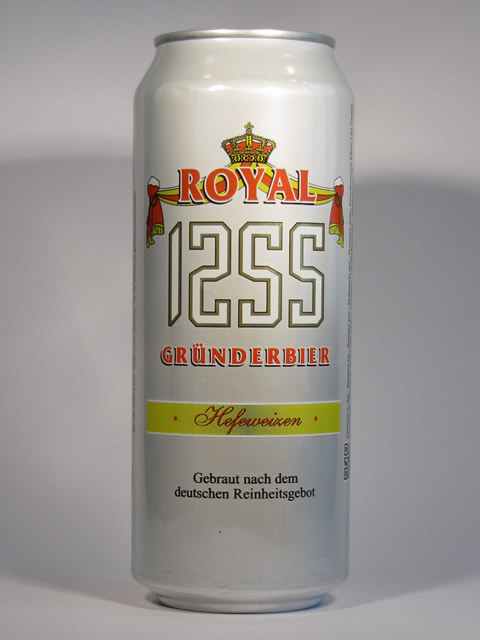 ROYAL
1255
GRÜNDERBIER
· Hefeweizen ·
Gebraut nach dem
deutschen Reinheitsgebot